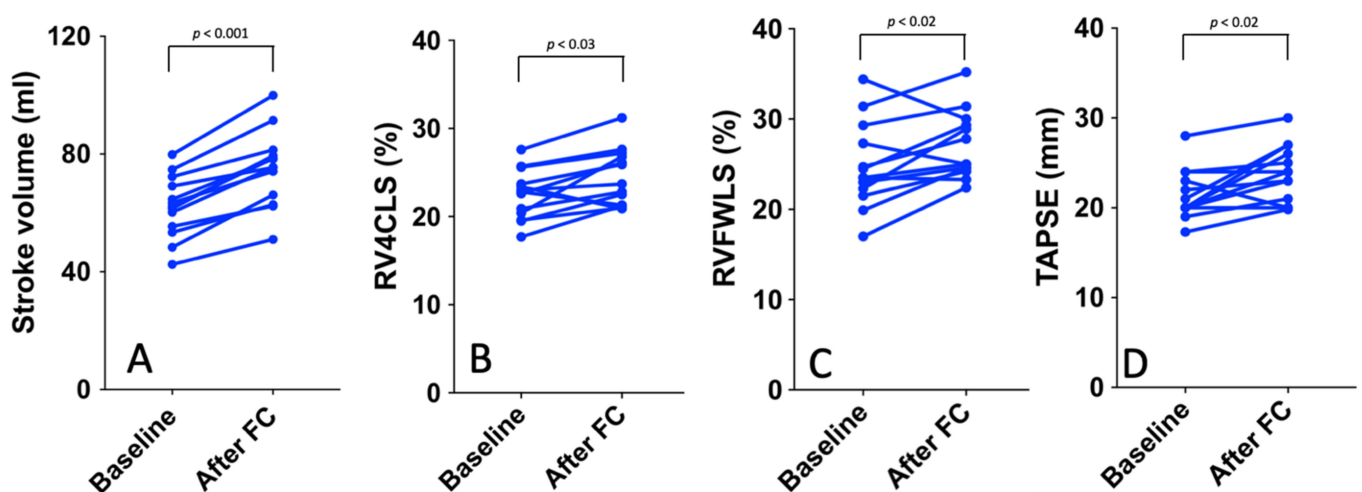 Stroke volume (ml)
120
80
40
0
p < 0.001
A
Baseline
After FC
RV4CLS (%)
40
30
20
10
0
p < 0.03
B
Baseline
After FC
RVFWLS (%)
40
30
20
10
0
p < 0.02
C
Baseline
After FC
TAPSE (mm)
40
30
20
10
0
p < 0.02
D
Baseline
After FC